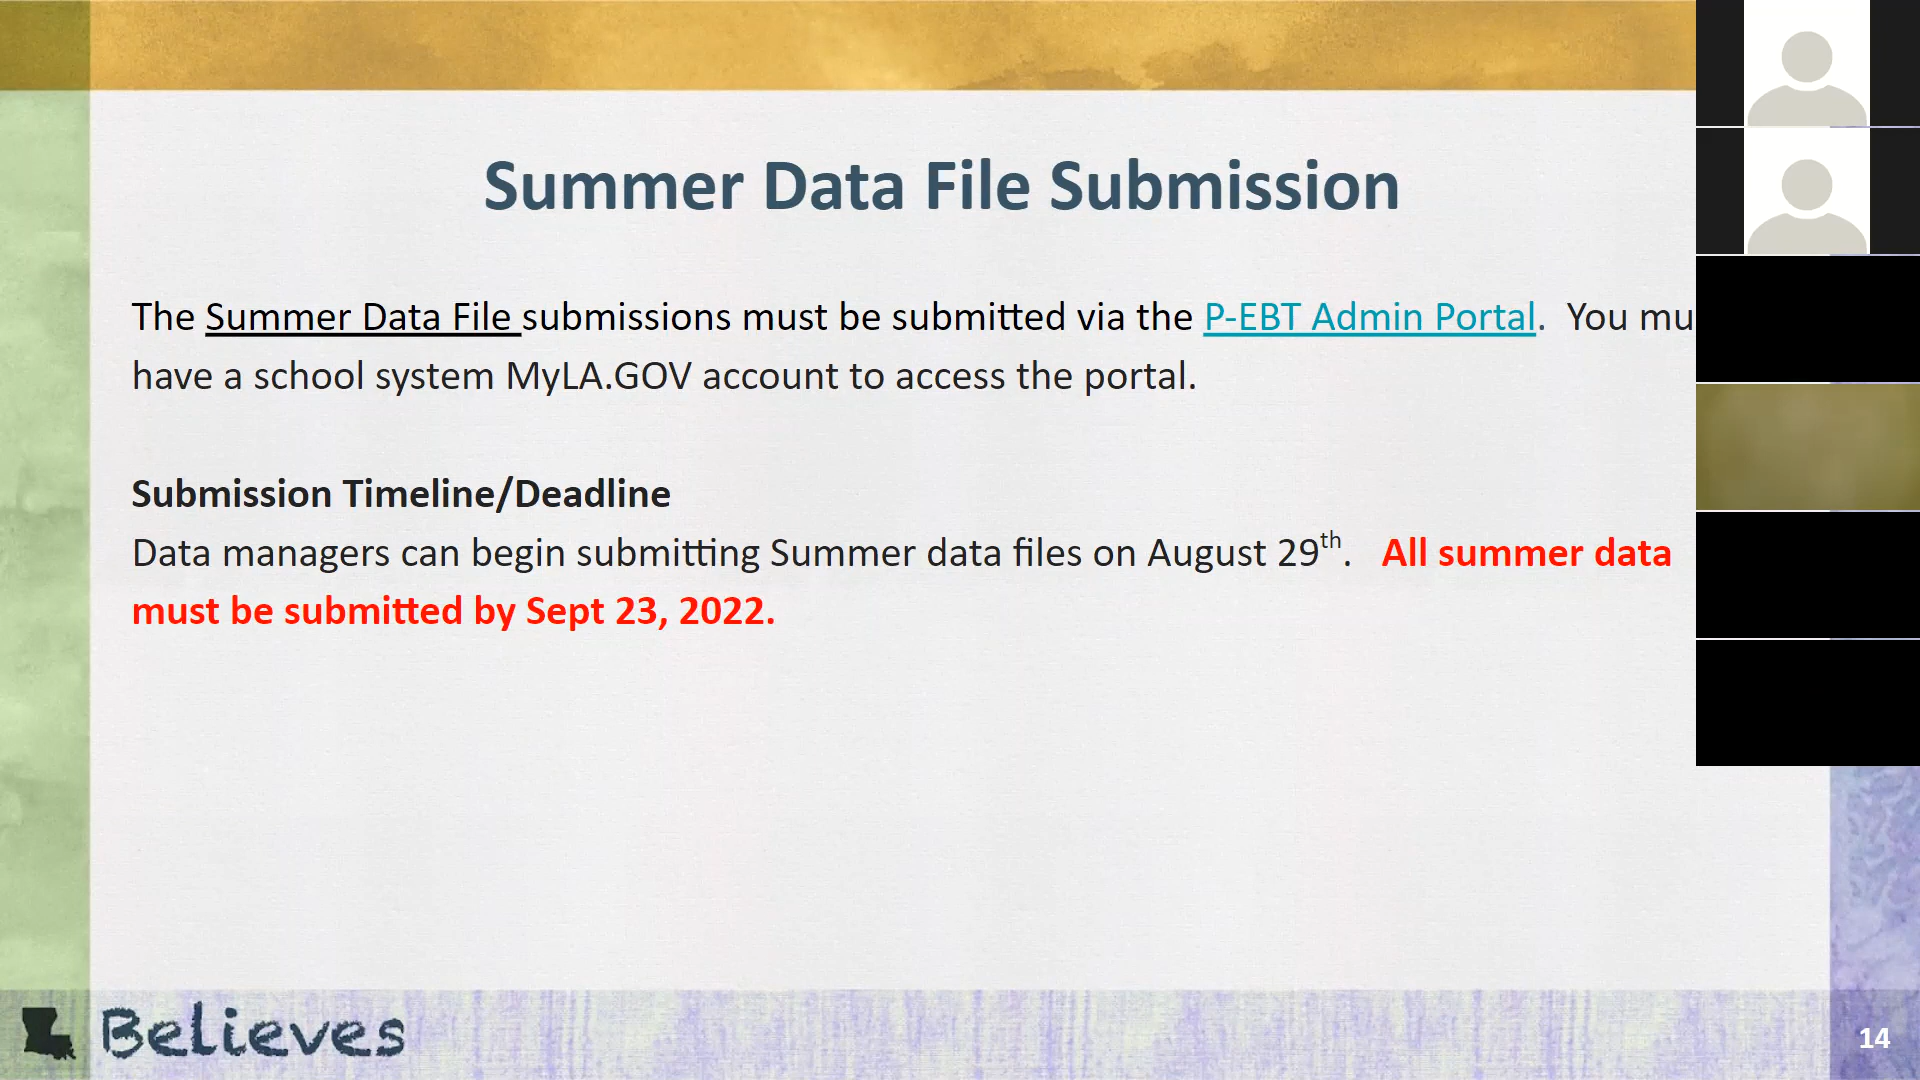 Summer Data File Submission
The Summer Data File submissions must be submitted via the P-EBT Admin Portal. You mu
have a school system MyLA.GOV account to access the portal.
Submission Timeline/Deadline
Data managers can begin submitting Summer data files on August 29th. All summer data
must be submitted by Sept 23, 2022.
Believes
14